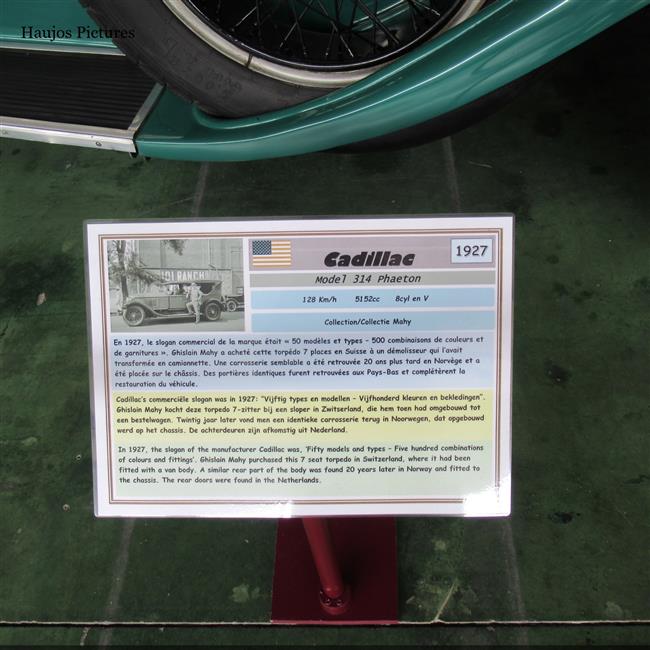 Haujos Pictures
Cadillac
1927
Model 314 Phaeton
128 Km/h 5152cc 8cyl en V
Collection/Collectie Mahy
En 1927, le slogan commercial de la marque était « 50 modèles et types – 500 combinaisons de couleurs et
de garnitures ». Ghislain Mahy a acheté cette torpédo 7 places en Suisse à un démolisseur qui l'avait
transformée en camionnette. Une carrosserie semblable a été retrouvée 20 ans plus tard en Norvège et a
été placée sur le châssis. Des portières identiques furent retrouvées aux Pays-Bas et complétèrent la
restauration du véhicule.
Cadillac's commerciële slogan was in 1927: "Vijftig types en modellen – Vijfhonderd kleuren en bekledingen".
Ghislain Mahy kocht deze torpedo 7-zitter bij een sloper in Zwitserland, die hem toen had omgebouwd tot
een bestelwagen. Twintig jaar later vond men een identieke carrosserie terug in Noorwegen, dat opgebouwd
werd op het chassis. De achterdeuren zijn afkomstig uit Nederland.
In 1927, the slogan of the manufacturer Cadillac was, 'Fifty models and types – Five hundred combinations
of colours and fittings'. Ghislain Mahy purchased this 7 seat torpedo in Switzerland, where it had been
fitted with a van body. A similar rear part of the body was found 20 years later in Norway and fitted to
the chassis. The rear doors were found in the Netherlands.